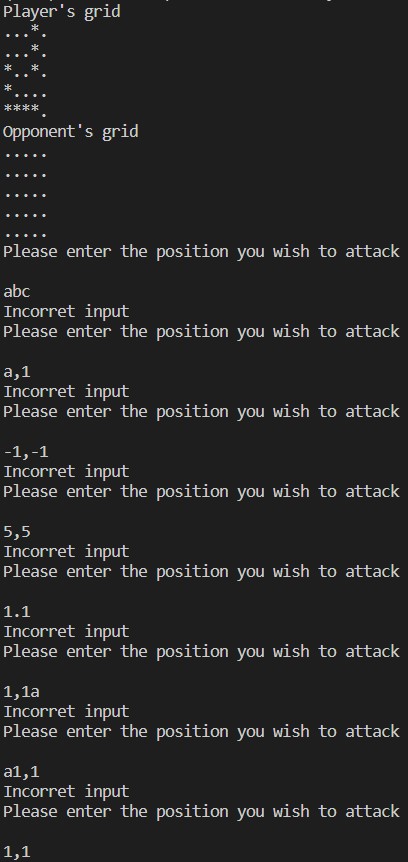 Player's grid
...*.
...*.
*..*.
*....
****.
Opponent's grid
.....
.....
.....
.....
.....
Please enter the position you wish to attack
abc
Incorret input
Please enter the position you wish to attack
a,1
Incorret input
Please enter the position you wish to attack
-1,-1
Incorret input
Please enter the position you wish to attack
5,5
Incorret input
Please enter the position you wish to attack
1.1
Incorret input
Please enter the position you wish to attack
1,1a
Incorret input
Please enter the position you wish to attack
a1,1
Incorret input
Please enter the position you wish to attack
1,1